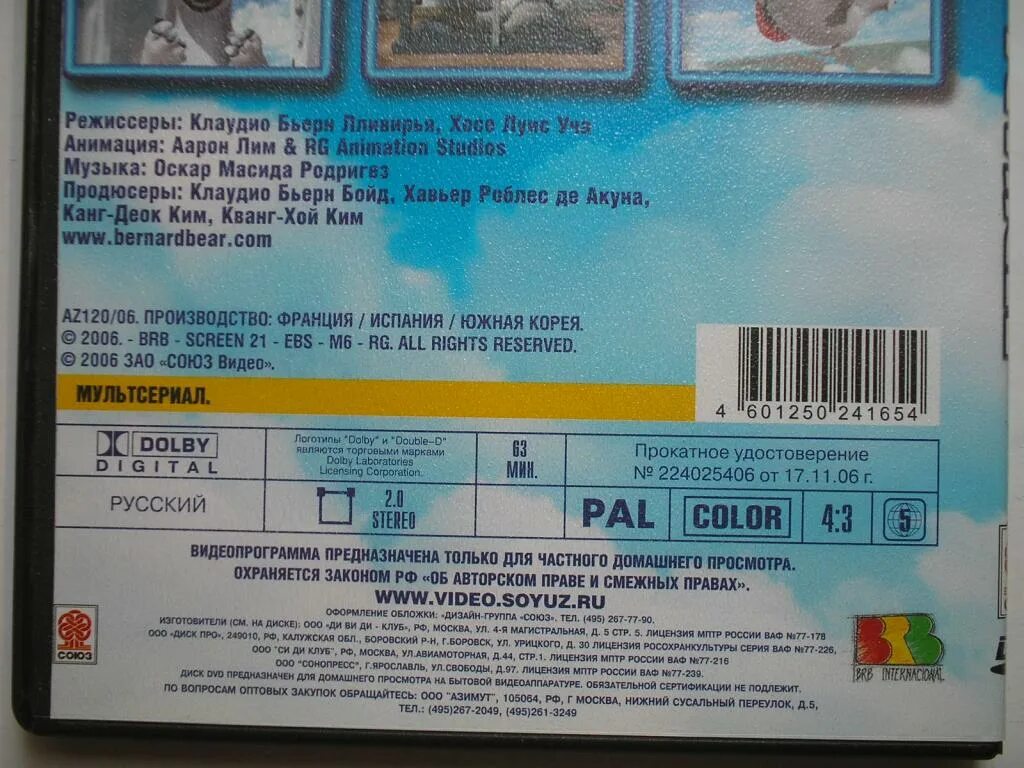 Режиссеры: Клаудио Бьерн Лливирья, Хосе Луис Учэ
Анимация: Аарон Лим & RG Animation Studios
Музыка: Оскар Масида Родригез
Продюсеры: Клаудио Бьерн Бойд, Хавьер Роблес де Акуна,
Канг-Деок Ким, Кванг-Хой Ким
www.bernardbear.com
AZ120/06. ПРОИЗВОДСТВО: ФРАНЦИЯ / ИСПАНИЯ / ЮЖНАЯ КОРЕЯ.
© 2006. - BRB - SCREEN 21 - EBS - M6 - RG. ALL RIGHTS RESERVED.
© 2006 ЗАО «СОЮЗ Видео».
МУЛЬТСЕРИАЛ.
4 601250 241654
DOLBY
DIGITAL
Логотипы "Dolby" и "Double-D"
являются торговыми марками
Dolby Laboratories
Licensing Corporation.
63
МИН.
Прокатное удостоверение
№ 224025406 от 17.11.06 г.
РУССКИЙ
2.0
STEREO
PAL
COLOR
4:3
5
ВИДЕОПРОГРАММА ПРЕДНАЗНАЧЕНА ТОЛЬКО ДЛЯ ЧАСТНОГО ДОМАШНЕГО ПРОСМОТРА.
ОХРАНЯЕТСЯ ЗАКОНОМ РФ «ОБ АВТОРСКОМ ПРАВЕ И СМЕЖНЫХ ПРАВАХ».
WWW.VIDEO.SOYUZ.RU
ОФОРМЛЕНИЕ ОБЛОЖКИ: «ДИЗАЙН-ГРУППА "СОЮЗ". ТЕЛ. (495) 267-77-90.
ИЗГОТОВИТЕЛИ (СМ. НА ДИСКЕ): ООО «ДИ ВИ ДИ - КЛУБ», РФ, МОСКВА, УЛ. 4-Я МАГИСТРАЛЬНАЯ, Д. 5 СТР. 5. ЛИЦЕНЗИЯ МПТР РОССИИ ВАФ №77-178
ООО «ДИСК ПРО», 249010, РФ, КАЛУЖСКАЯ ОБЛ., БОРОВСКИЙ Р-Н, Г.БОРОВСК, УЛ. УРИЦКОГО, Д. 30 ЛИЦЕНЗИЯ РОСОХРАНКУЛЬТУРЫ СЕРИЯ ВАФ №77-226,
ООО "СИ ДИ КЛУБ", РФ, МОСКВА, УЛ.АВИАМОТОРНАЯ, Д.44, СТР.1. ЛИЦЕНЗИЯ МПТР РОССИИ ВАФ №77-216
ООО "СОНОПРЕСС", Г.ЯРОСЛАВЛЬ, УЛ.СВОБОДЫ, Д.97. ЛИЦЕНЗИЯ МПТР РОССИИ ВАФ №77-239.
ДИСК DVD ПРЕДНАЗНАЧЕН ДЛЯ ДОМАШНЕГО ПРОСМОТРА НА БЫТОВОЙ ВИДЕОАППАРАТУРЕ. ОБЯЗАТЕЛЬНОЙ СЕРТИФИКАЦИИ НЕ ПОДЛЕЖИТ.
ПО ВОПРОСАМ ОПТОВЫХ ЗАКУПОК ОБРАЩАЙТЕСЬ: ООО "АЗИМУТ", 105064, РФ, Г МОСКВА, НИЖНИЙ СУСАЛЬНЫЙ ПЕРЕУЛОК, Д.5,
ТЕЛ.: (495)267-2049, (495)261-3249
СОЮЗ
BRB
BRB INTERNACIONAL